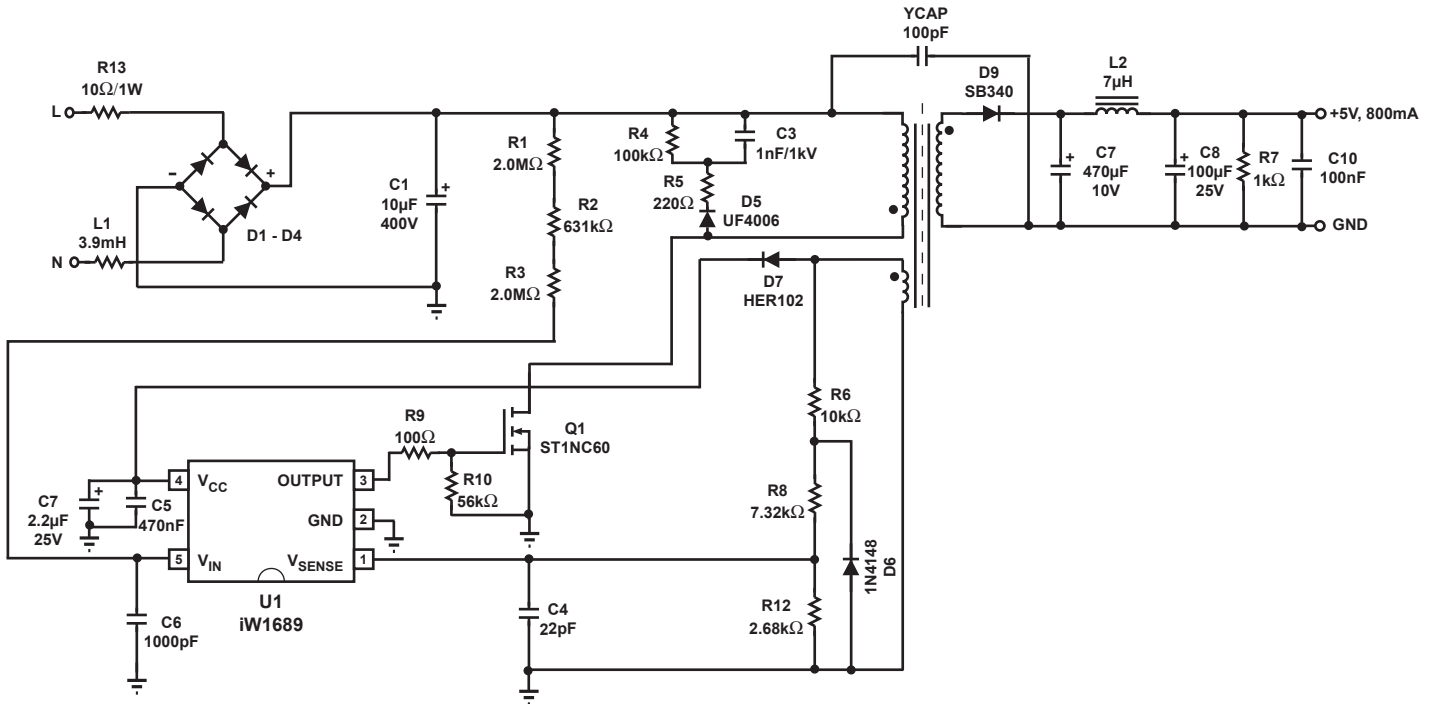 YCAP
100pF
R13
10Ω/1W
L
D9
SB340
L2
7µH
+5V, 800mA
R1
2.0MΩ
R4
100kΩ
C3
1nF/1kV
–
+
+
C1
10µF
400V
R2
631kΩ
R5
220Ω
D5
UF4006
+
C7
470µF
10V
+
C8
100µF
25V
R7
1kΩ
C10
100nF
L1
3.9mH
N
D1 - D4
GND
R3
2.0MΩ
D7
HER102
R6
10kΩ
R9
100Ω
Q1
ST1NC60
R10
56kΩ
4
VCC
OUTPUT
3
GND
2
5
VIN
VSENSE
1
U1
iW1689
+
C7
2.2µF
25V
C5
470nF
R8
7.32kΩ
1N4148
D6
C6
1000pF
C4
22pF
R12
2.68kΩ